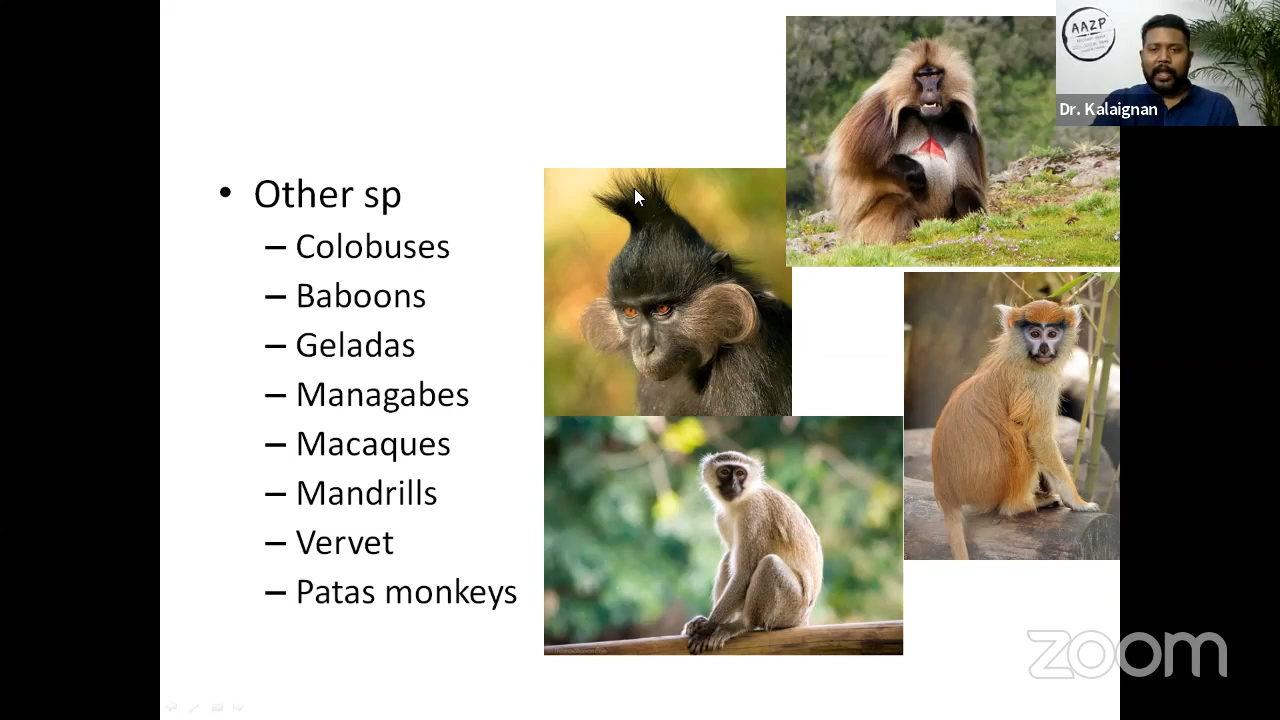 • Other sp
– Colobuses
– Baboons
– Geladas
– Managabes
– Macaques
– Mandrills
– Vervet
– Patas monkeys
AAZP
Dr. Kalaignan
zoom